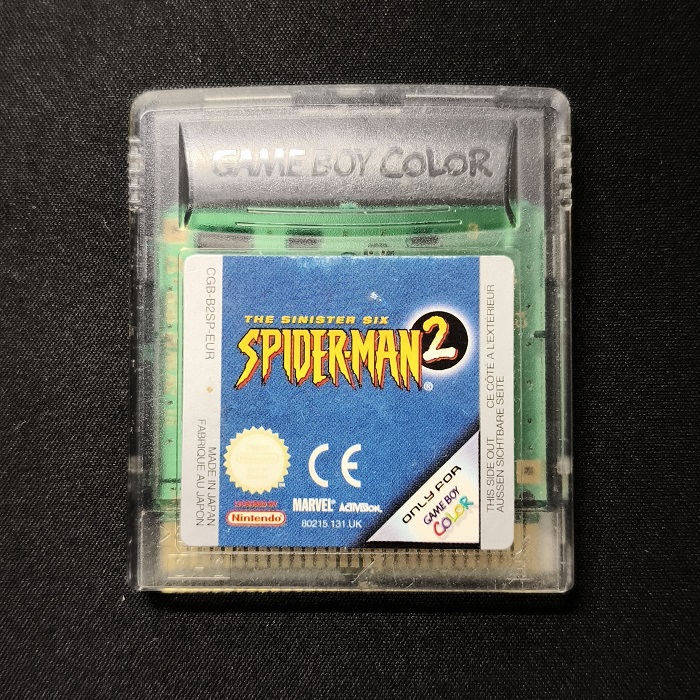 GAME BOY COLOR
CGB-B2SP-EUR
MADE IN JAPAN
FABRIQUE AU JAPON
THE SINISTER SIX
SPIDER-MAN 2
®
CE
MARVEL® ACTIVISION.
Nintendo
80215.131.UK
ONLY FOR
GAME BOY
COLOR
THIS SIDE OUT CE CÔTE A L'EXTÉRIEUR
AUSSEN SICHTBARE SEITE